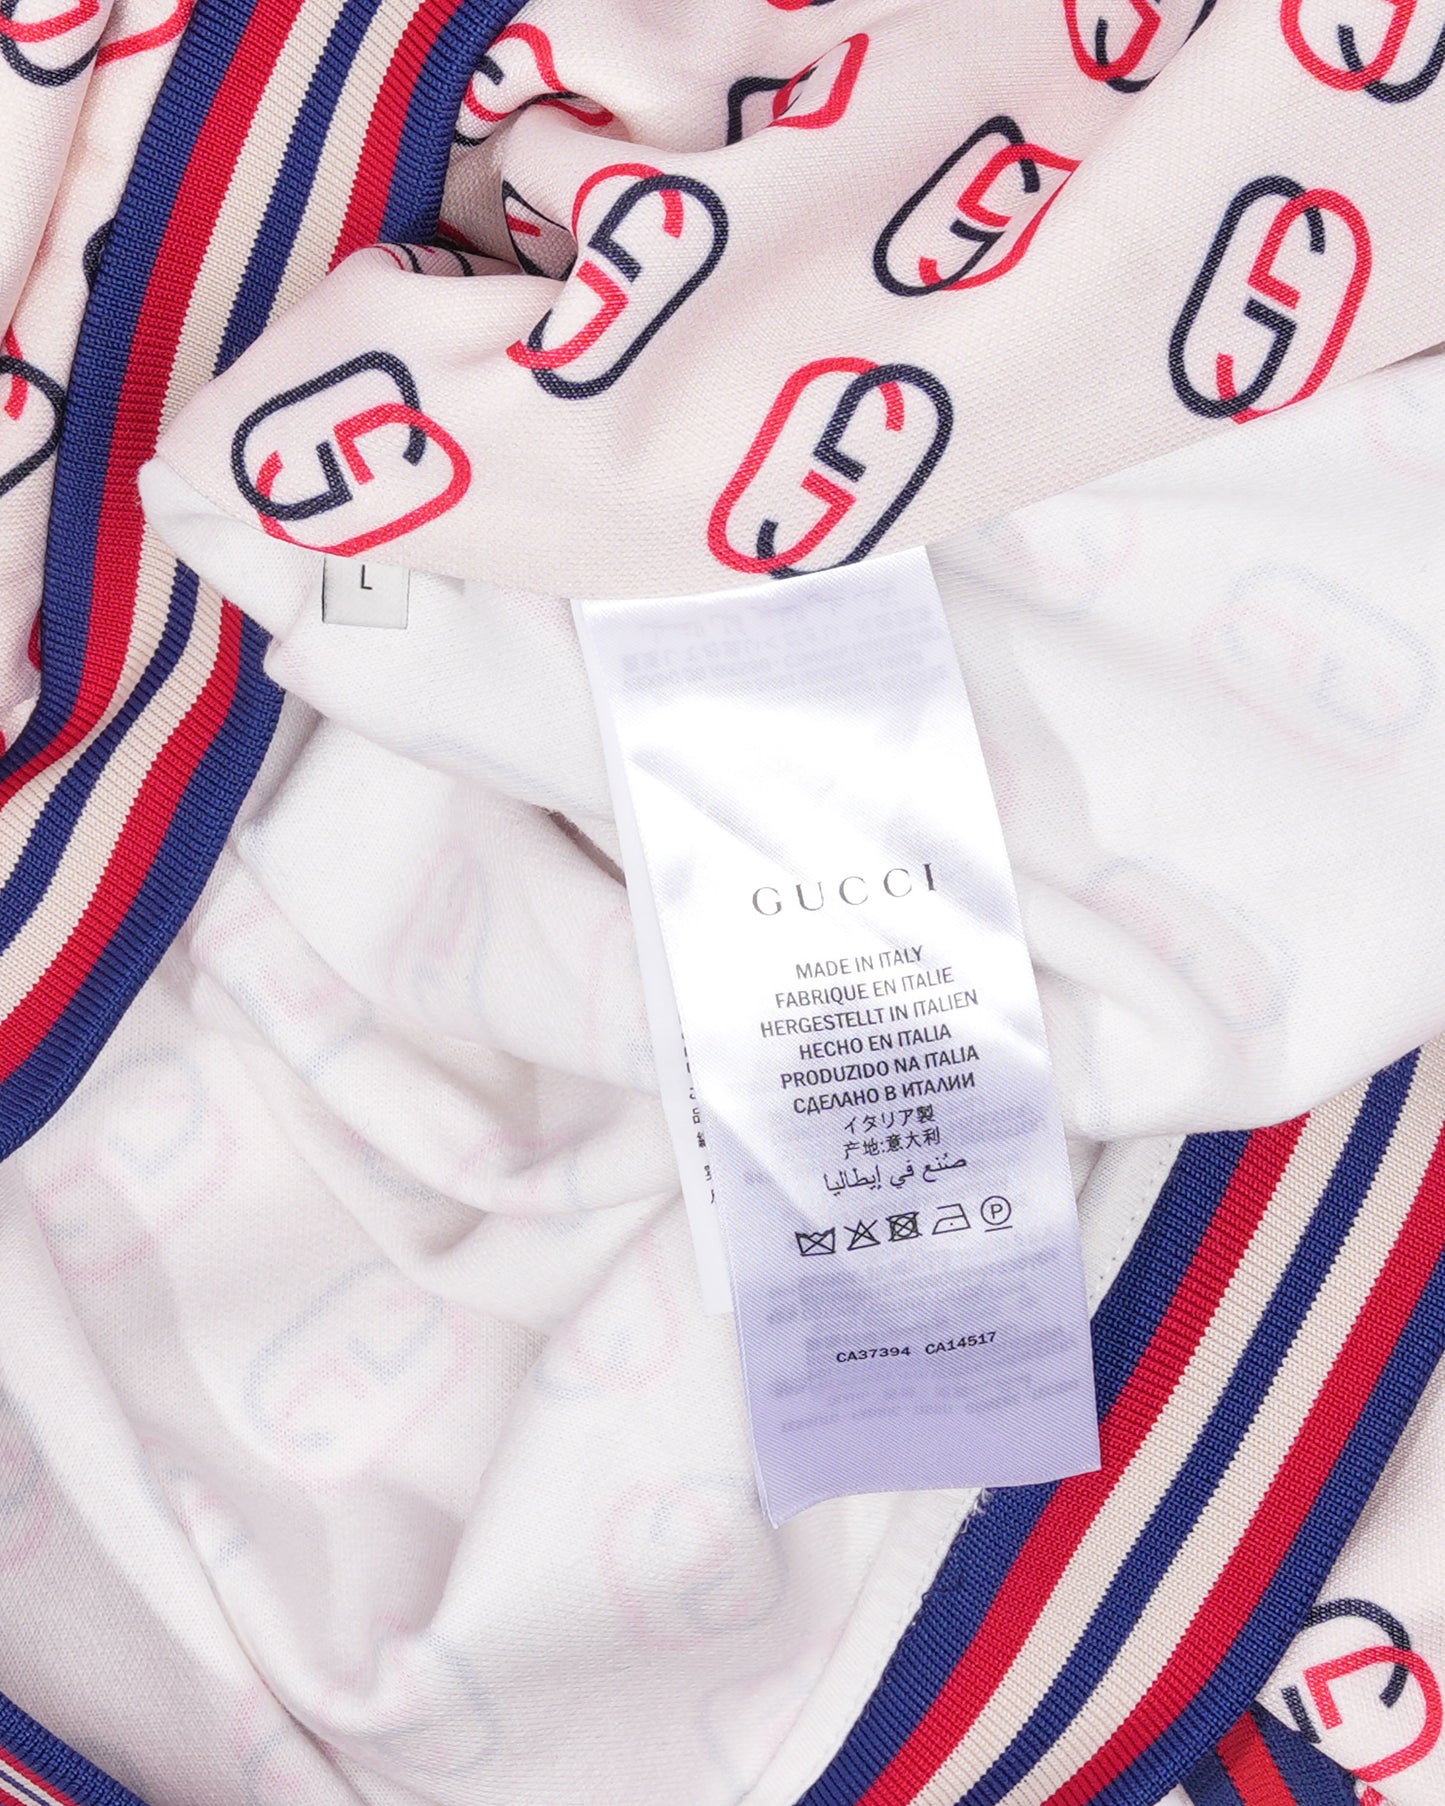 L
GUCCI
MADE IN ITALY
FABRIQUE EN ITALIE
HERGESTELLT IN ITALIEN
HECHO EN ITALIA
PRODUZIDO NA ITALIA
СДЕЛАНО В ИТАЛИИ
イタリア製
产地:意大利
صُنع في إيطاليا
P
CA37394 CA14517